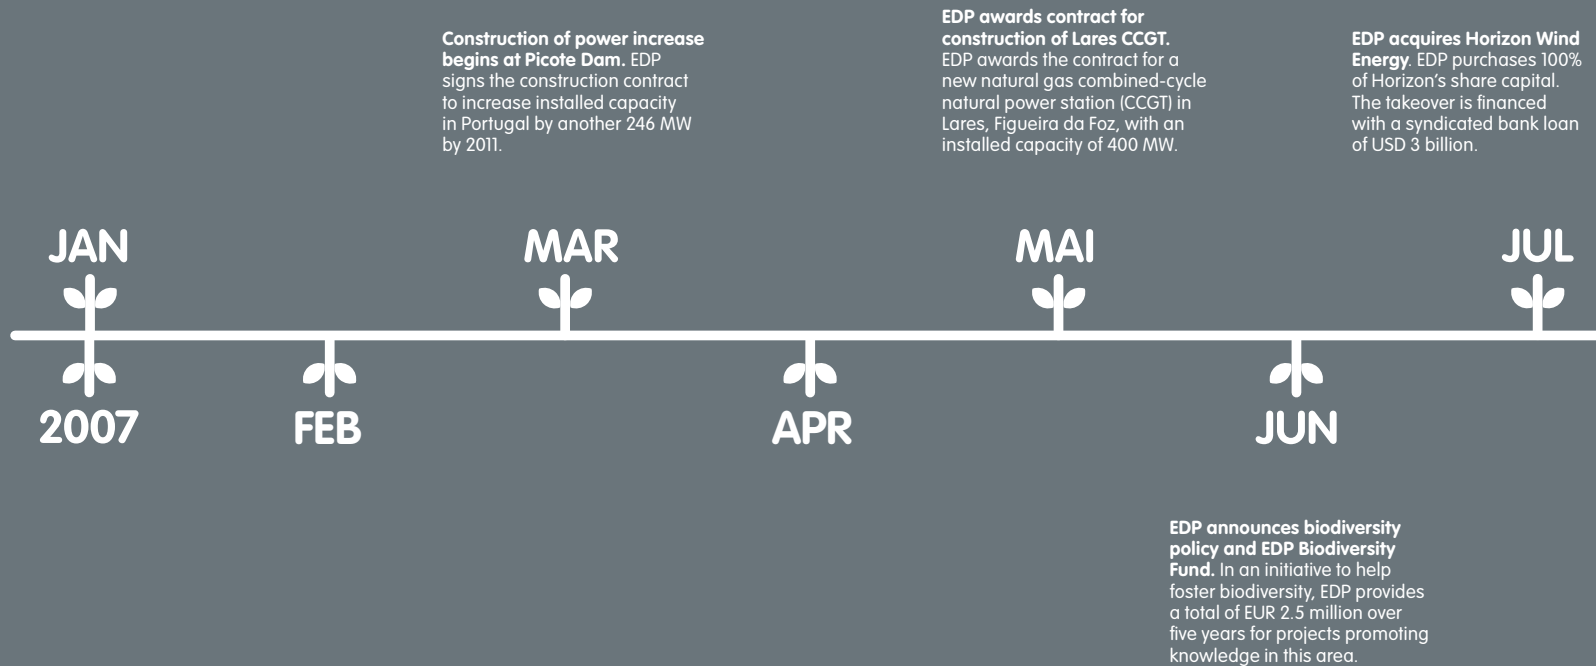 Construction of power increase
begins at Picote Dam. EDP
signs the construction contract
to increase installed capacity
in Portugal by another 246 MW
by 2011.
EDP awards contract for
construction of Lares CCGT.
EDP awards the contract for a
new natural gas combined-cycle
natural power station (CCGT) in
Lares, Figueira da Foz, with an
installed capacity of 400 MW.
EDP acquires Horizon Wind
Energy. EDP purchases 100%
of Horizon's share capital.
The takeover is financed
with a syndicated bank loan
of USD 3 billion.
JAN
MAR
MAI
JUL
2007
FEB
APR
JUN
EDP announces biodiversity
policy and EDP Biodiversity
Fund. In an initiative to help
foster biodiversity, EDP provides
a total of EUR 2.5 million over
five years for projects promoting
knowledge in this area.